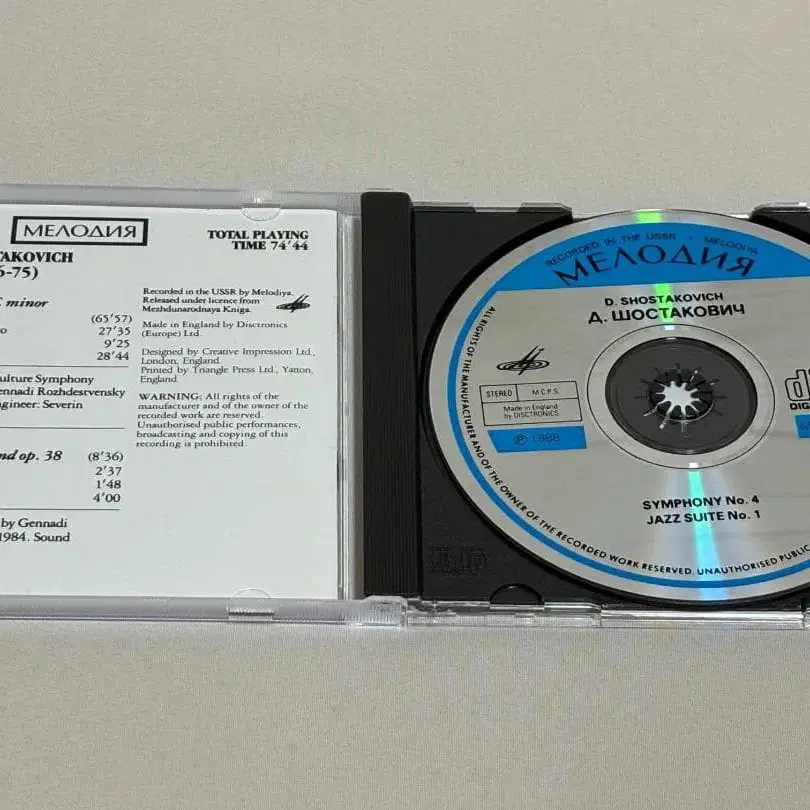 МЕЛОДИЯ
TOTAL PLAYING
TIME 74'44
TAKOVICH
-75)
minor
(65'57)
27'35
9'25
28'44
ulture Symphony
ennadi Rozhdestvensky
gineer: Severin
nd op. 38 (8'36)
2'37
1'48
4'00
by Gennadi
1984. Sound
Recorded in the USSR by Melodiya.
Released under licence from
Mezhdunarodnaya Kniga.
Made in England by Disctronics
(Europe) Ltd.
Designed by Creative Impression Ltd.,
London, England.
Printed by Triangle Press Ltd., Yatton,
England.
WARNING: All rights of the
manufacturer and of the owner of the
recorded work are reserved.
Unauthorised public performances,
broadcasting and copying of this
recording is prohibited.
RECORDED IN THE USSR · MELODIYA
МЕЛОДИЯ
D. SHOSTAKOVICH
Д. ШОСТАКОВИЧ
STEREO M.C.P.S.
Made in England
by DISCTRONICS
℗ 1988
DIG
SYMPHONY No. 4
JAZZ SUITE No. 1
ALL RIGHTS OF THE MANUFACTURER AND OF THE OWNER OF THE RECORDED WORK RESERVED. UNAUTHORISED PUBLIC